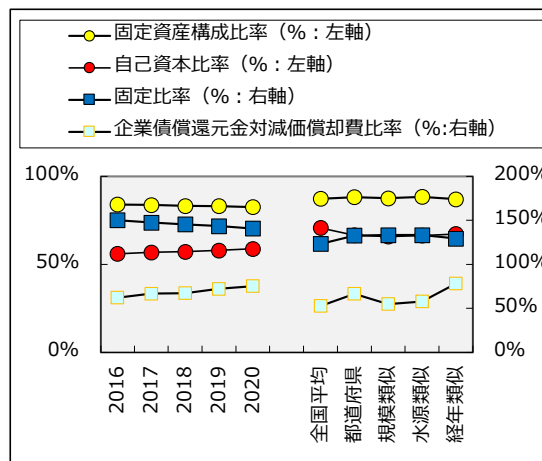 固定資産構成比率（%：左軸）
自己資本比率（%：左軸）
固定比率（%：右軸）
企業債償還元金対減価償却費比率（%:右軸）
100%
50%
0%
200%
150%
100%
50%
0%
2016
2017
2018
2019
2020
全国平均
都道府県
規模類似
水源類似
経年類似